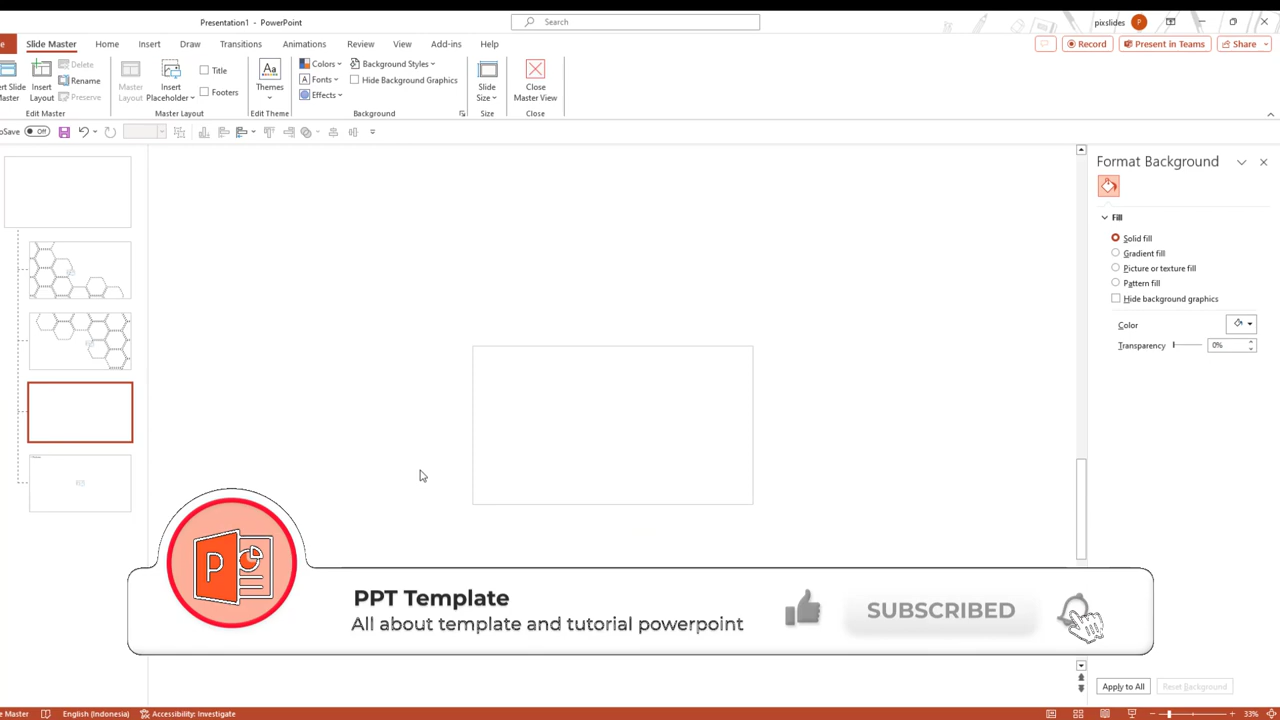 Presentation1 - PowerPoint
Search
pixslides
P
Slide Master
Home
Insert
Draw
Transitions
Animations
Review
View
Add-ins
Help
Record
Present in Teams
Share
Insert
Layout
Delete
Rename
Preserve
Edit Master
Master
Layout
Insert
Placeholder
Title
Footers
Master Layout
Aa
Themes
Edit Theme
Colors
Fonts
Effects
Background Styles
Hide Background Graphics
Background
Slide
Size
Size
Close
Master View
Close
Off
Format Background
Fill
Solid fill
Gradient fill
Picture or texture fill
Pattern fill
Hide background graphics
Color
Transparency
0%
P
PPT Template
All about template and tutorial powerpoint
SUBSCRIBED
Apply to All
Reset Background
Master
English (Indonesia)
Accessibility: Investigate
33%